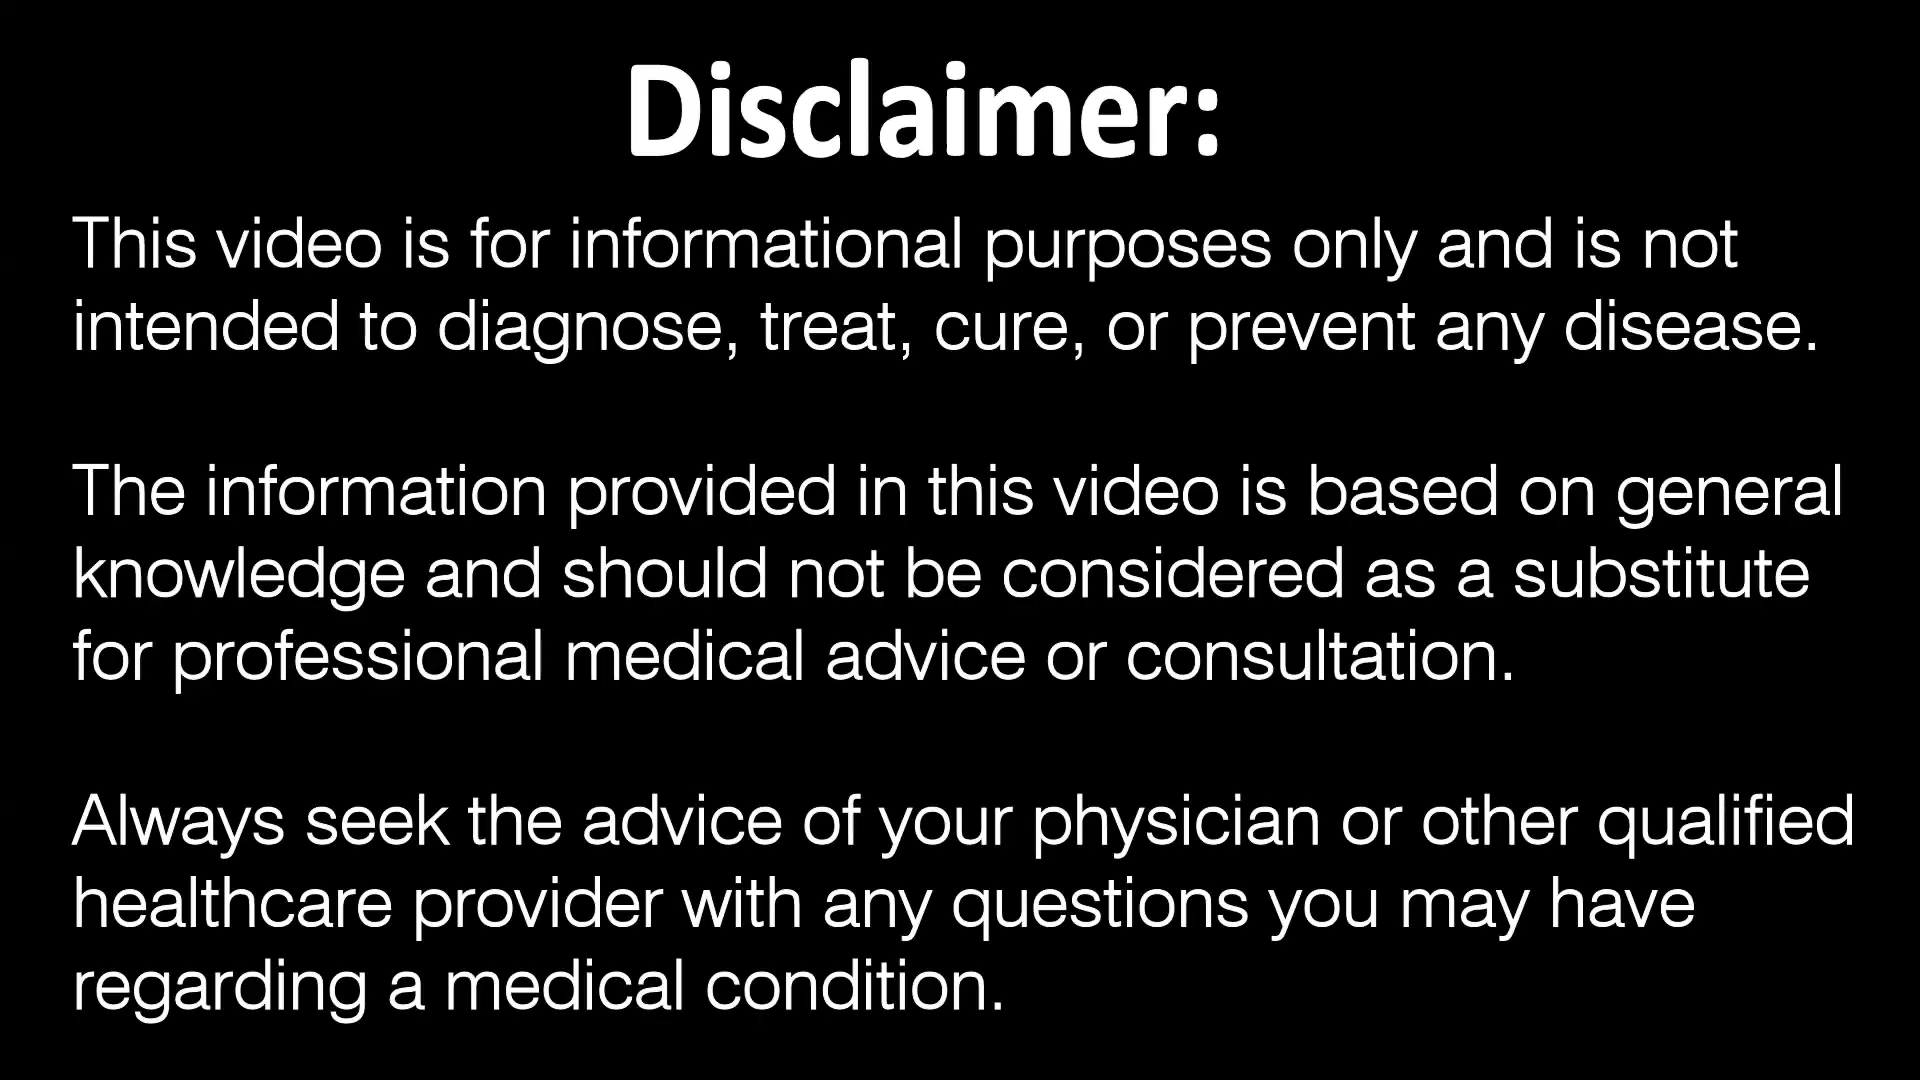 Disclaimer:
This video is for informational purposes only and is not
intended to diagnose, treat, cure, or prevent any disease.
The information provided in this video is based on general
knowledge and should not be considered as a substitute
for professional medical advice or consultation.
Always seek the advice of your physician or other qualified
healthcare provider with any questions you may have
regarding a medical condition.